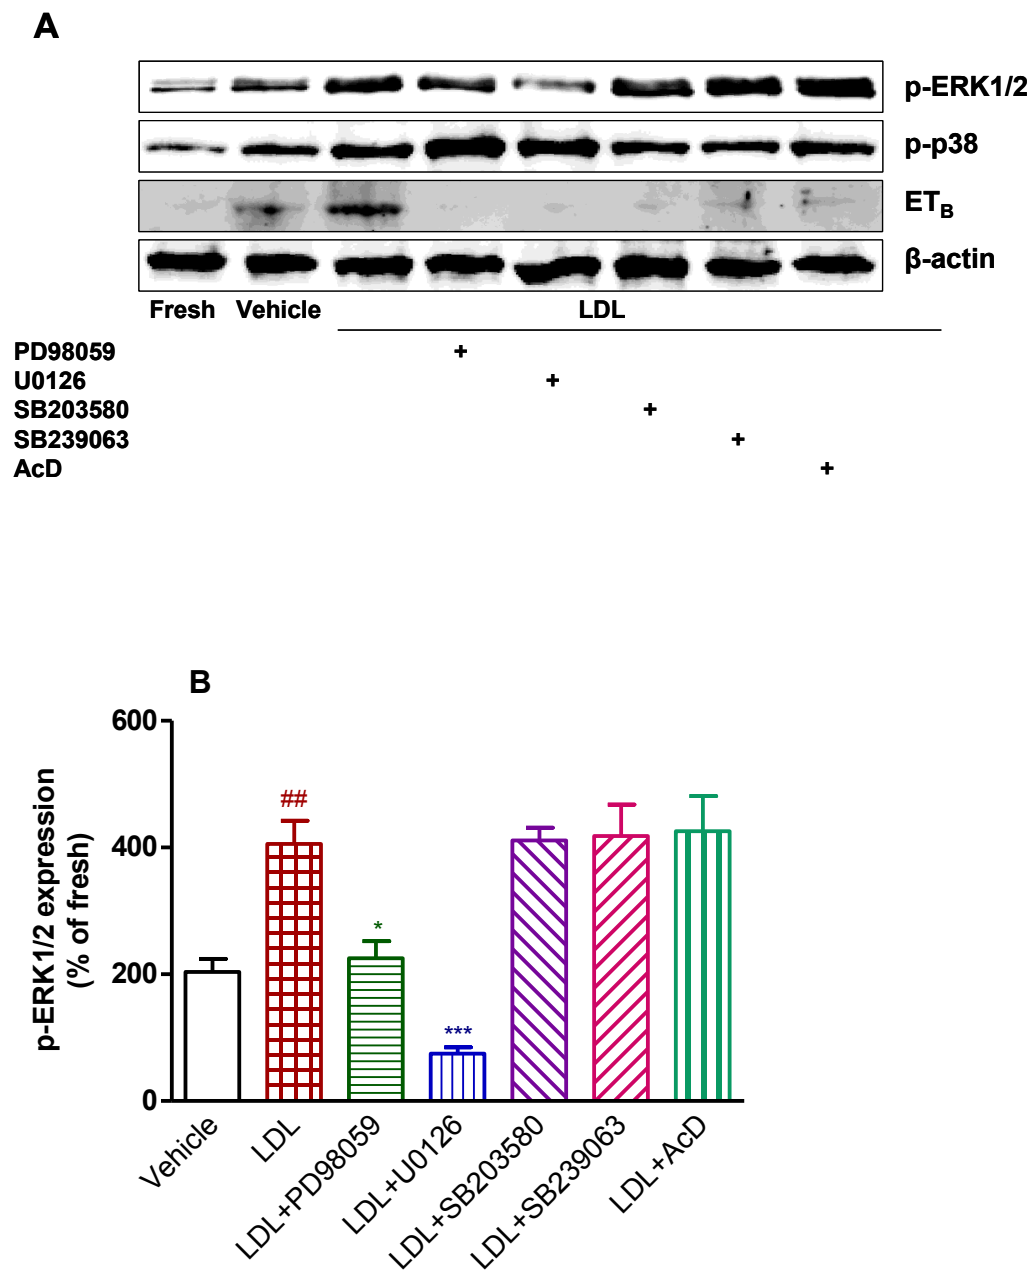 A
p-ERK1/2
p-p38
ETB
β-actin
Fresh Vehicle LDL
PD98059 +
U0126 +
SB203580 +
SB239063 +
AcD +
B
p-ERK1/2 expression
(% of fresh)
600
400
200
0
##
*
***
Vehicle
LDL
LDL+PD98059
LDL+U0126
LDL+SB203580
LDL+SB239063
LDL+AcD